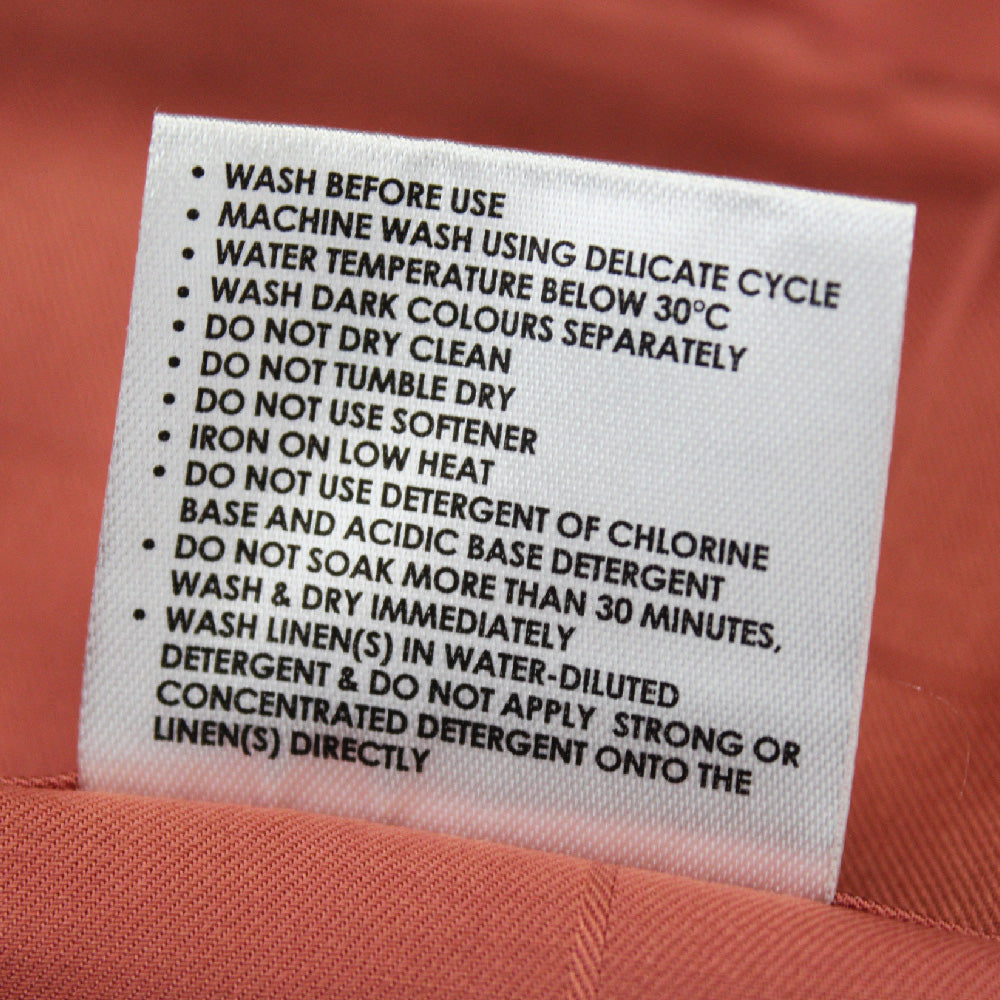 • WASH BEFORE USE
• MACHINE WASH USING DELICATE CYCLE
• WATER TEMPERATURE BELOW 30°C
• WASH DARK COLOURS SEPARATELY
• DO NOT DRY CLEAN
• DO NOT TUMBLE DRY
• DO NOT USE SOFTENER
• IRON ON LOW HEAT
• DO NOT USE DETERGENT OF CHLORINE
BASE AND ACIDIC BASE DETERGENT
• DO NOT SOAK MORE THAN 30 MINUTES,
WASH & DRY IMMEDIATELY
• WASH LINEN(S) IN WATER-DILUTED
DETERGENT & DO NOT APPLY STRONG OR
CONCENTRATED DETERGENT ONTO THE
LINEN(S) DIRECTLY